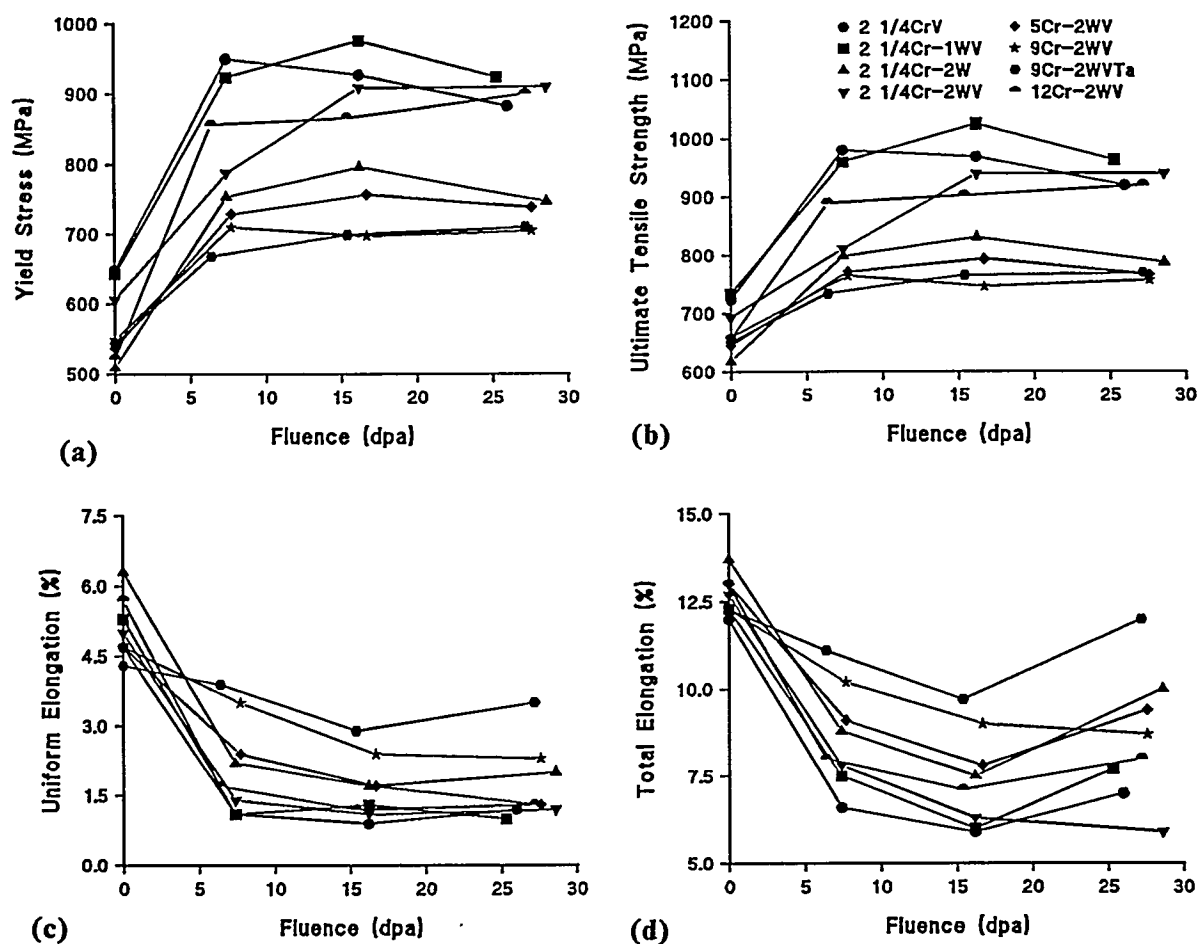 1000
900
800
700
600
500
Yield Stress (MPa)
0 5 10 15 20 25 30
Fluence (dpa)
(a)
1200
1100
1000
900
800
700
600
Ultimate Tensile Strength (MPa)
2 1/4CrV
2 1/4Cr-1WV
2 1/4Cr-2W
2 1/4Cr-2WV
5Cr-2WV
9Cr-2WV
9Cr-2WVTa
12Cr-2WV
0 5 10 15 20 25 30
Fluence (dpa)
(b)
7.5
6.0
4.5
3.0
1.5
0.0
Uniform Elongation (%)
0 5 10 15 20 25 30
Fluence (dpa)
(c)
15.0
12.5
10.0
7.5
5.0
Total Elongation (%)
0 5 10 15 20 25 30
Fluence (dpa)
(d)